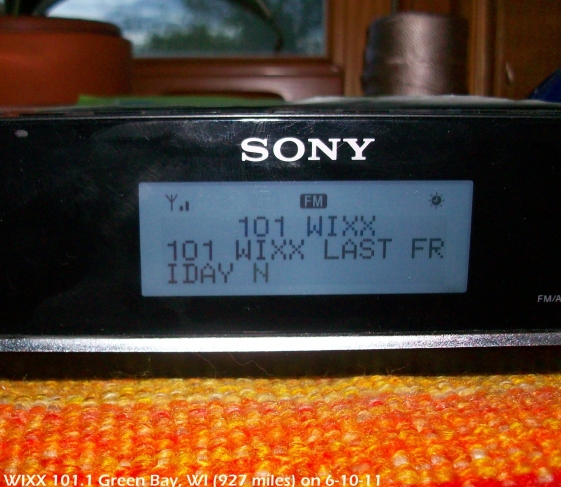 SONY
FM
101 WIXX
101 WIXX LAST FR
IDAY N
FM/A
WIXX 101.1 Green Bay, WI (927 miles) on 6-10-11